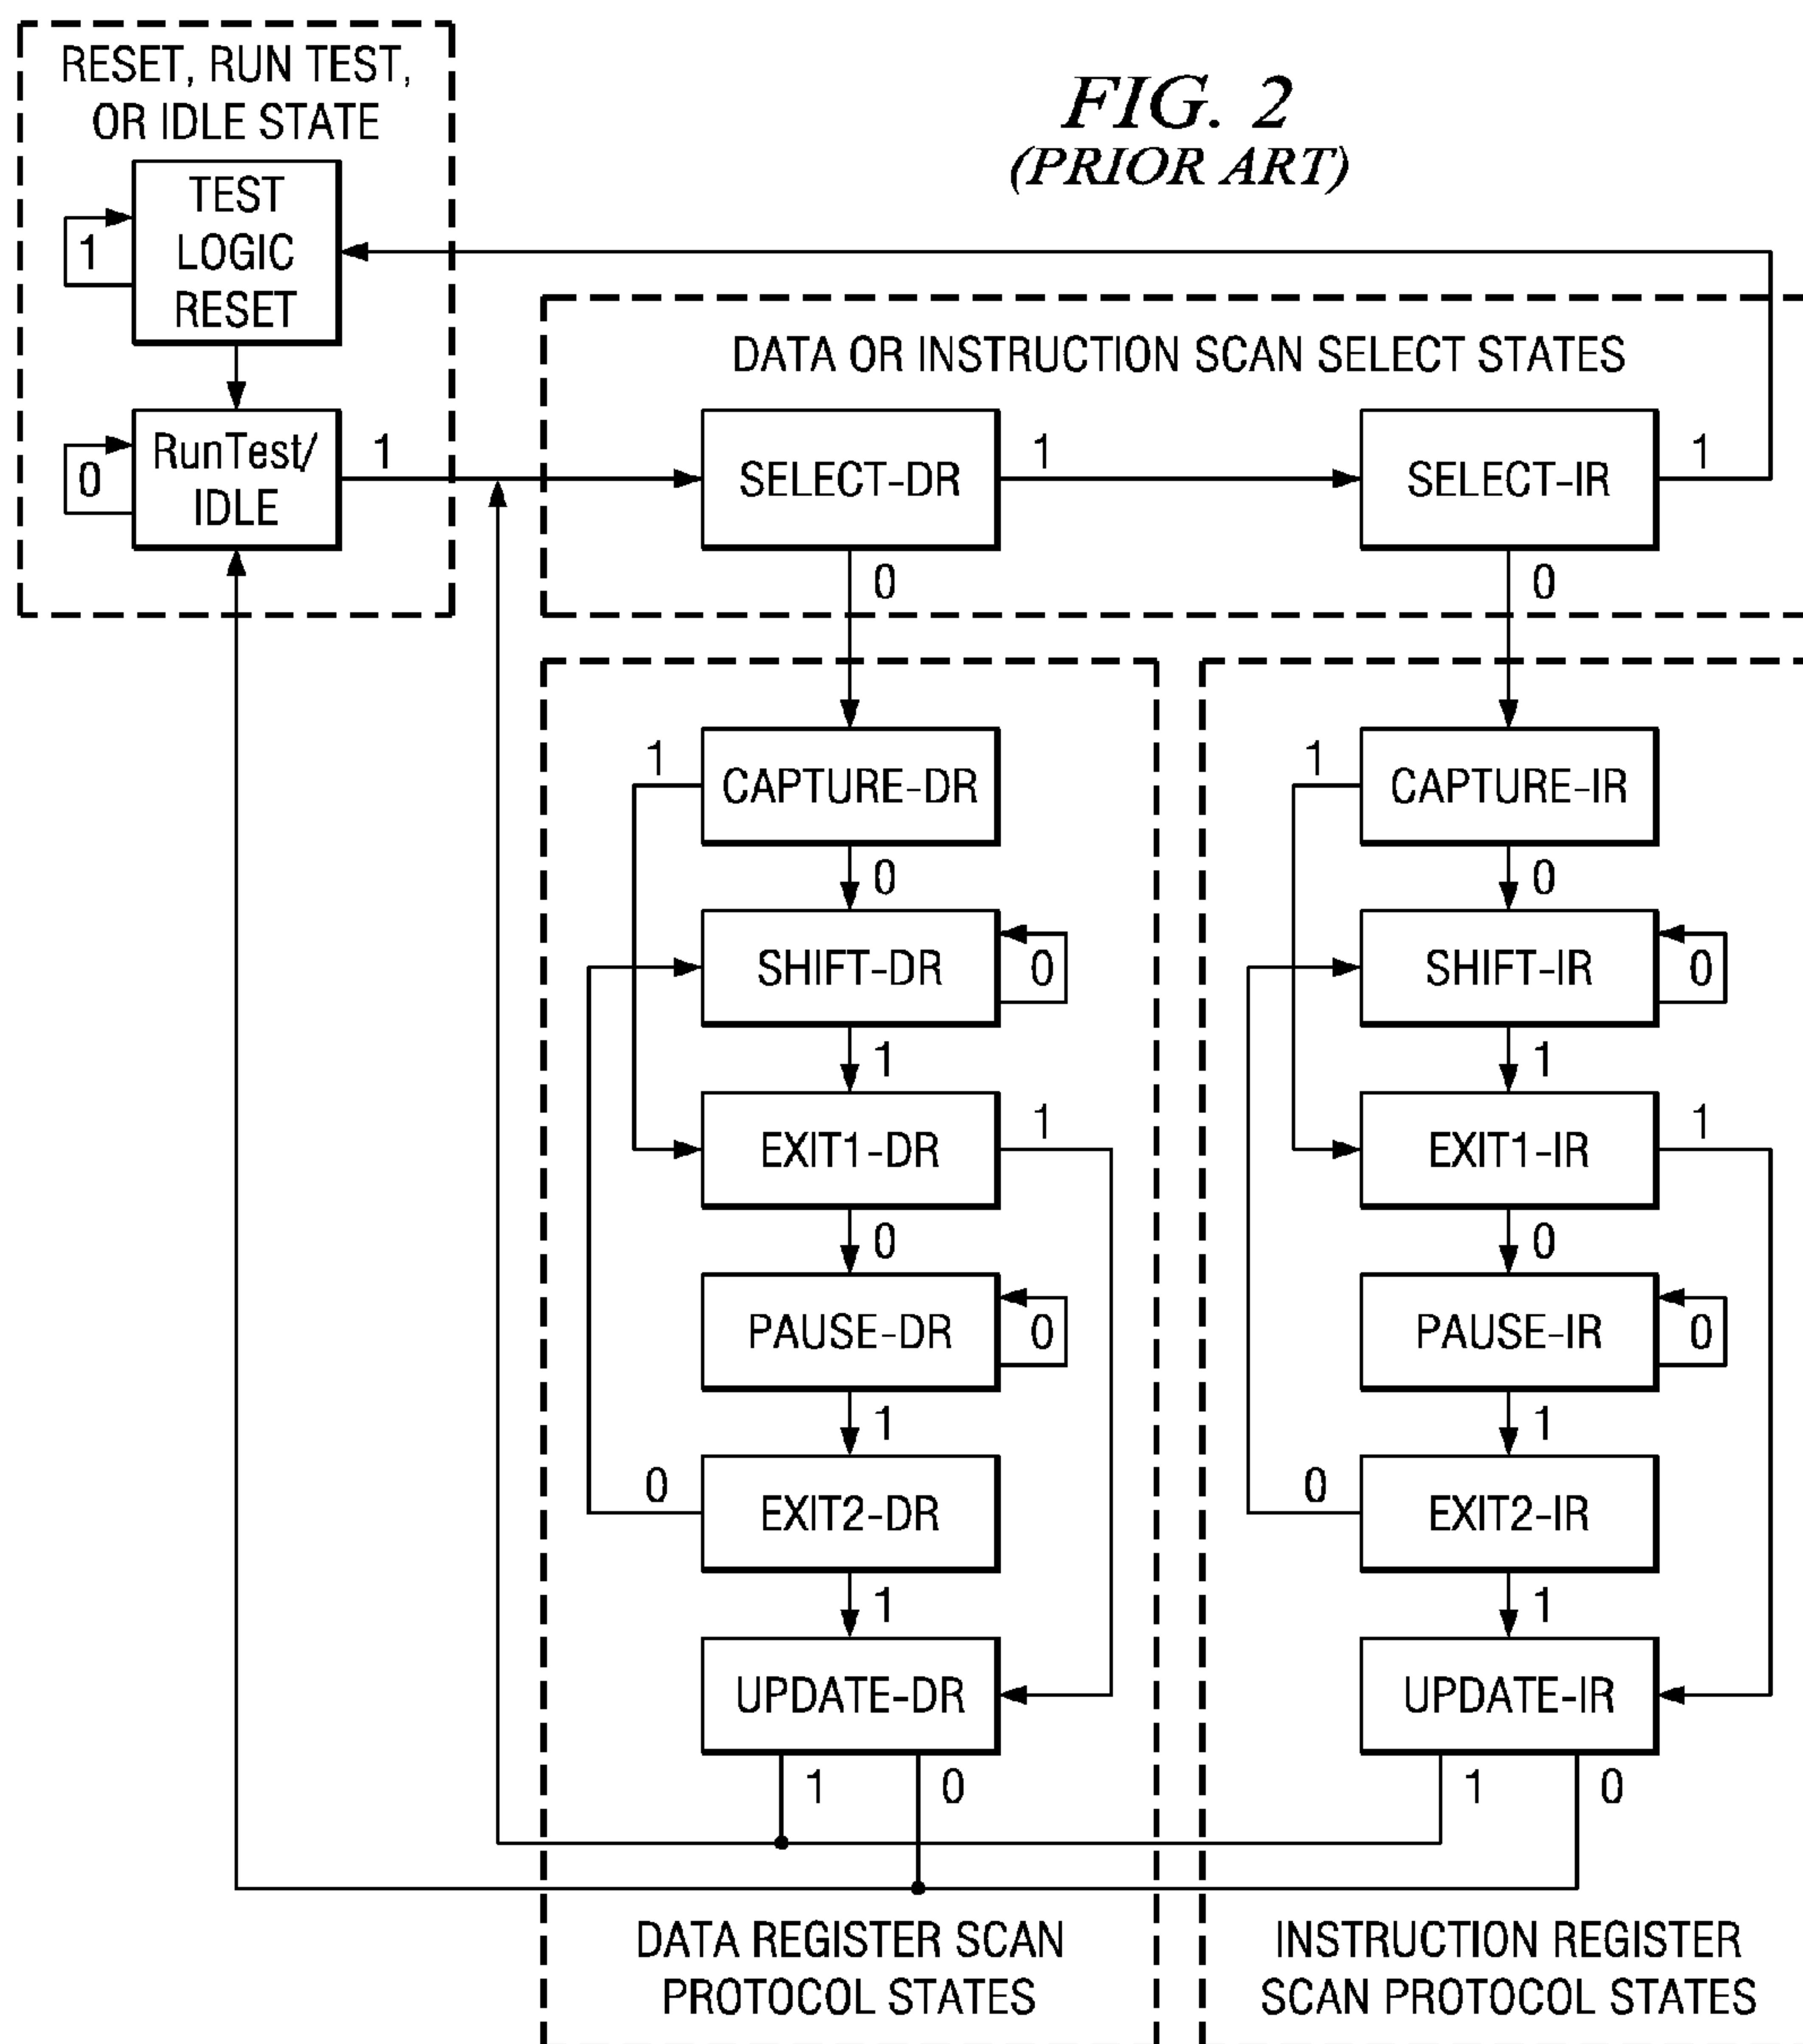 RESET, RUN TEST,
OR IDLE STATE
FIG. 2
(PRIOR ART)
TEST
LOGIC
RESET
1
DATA OR INSTRUCTION SCAN SELECT STATES
RunTest/
IDLE
0
1
SELECT-DR
1
SELECT-IR
1
0
0
1
CAPTURE-DR
1
CAPTURE-IR
0
0
SHIFT-DR
0
SHIFT-IR
0
1
1
EXIT1-DR
1
EXIT1-IR
1
0
0
PAUSE-DR
0
PAUSE-IR
0
1
1
0
EXIT2-DR
0
EXIT2-IR
1
1
UPDATE-DR
UPDATE-IR
1
0
1
0
DATA REGISTER SCAN
PROTOCOL STATES
INSTRUCTION REGISTER
SCAN PROTOCOL STATES